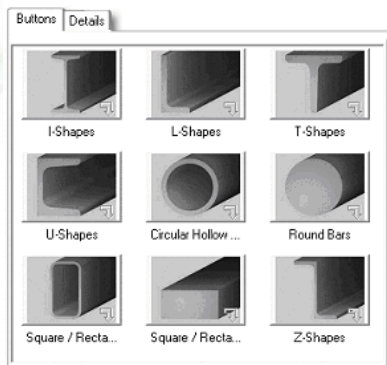 Buttons Details
I-Shapes L-Shapes T-Shapes
U-Shapes Circular Hollow ... Round Bars
Square / Recta... Square / Recta... Z-Shapes